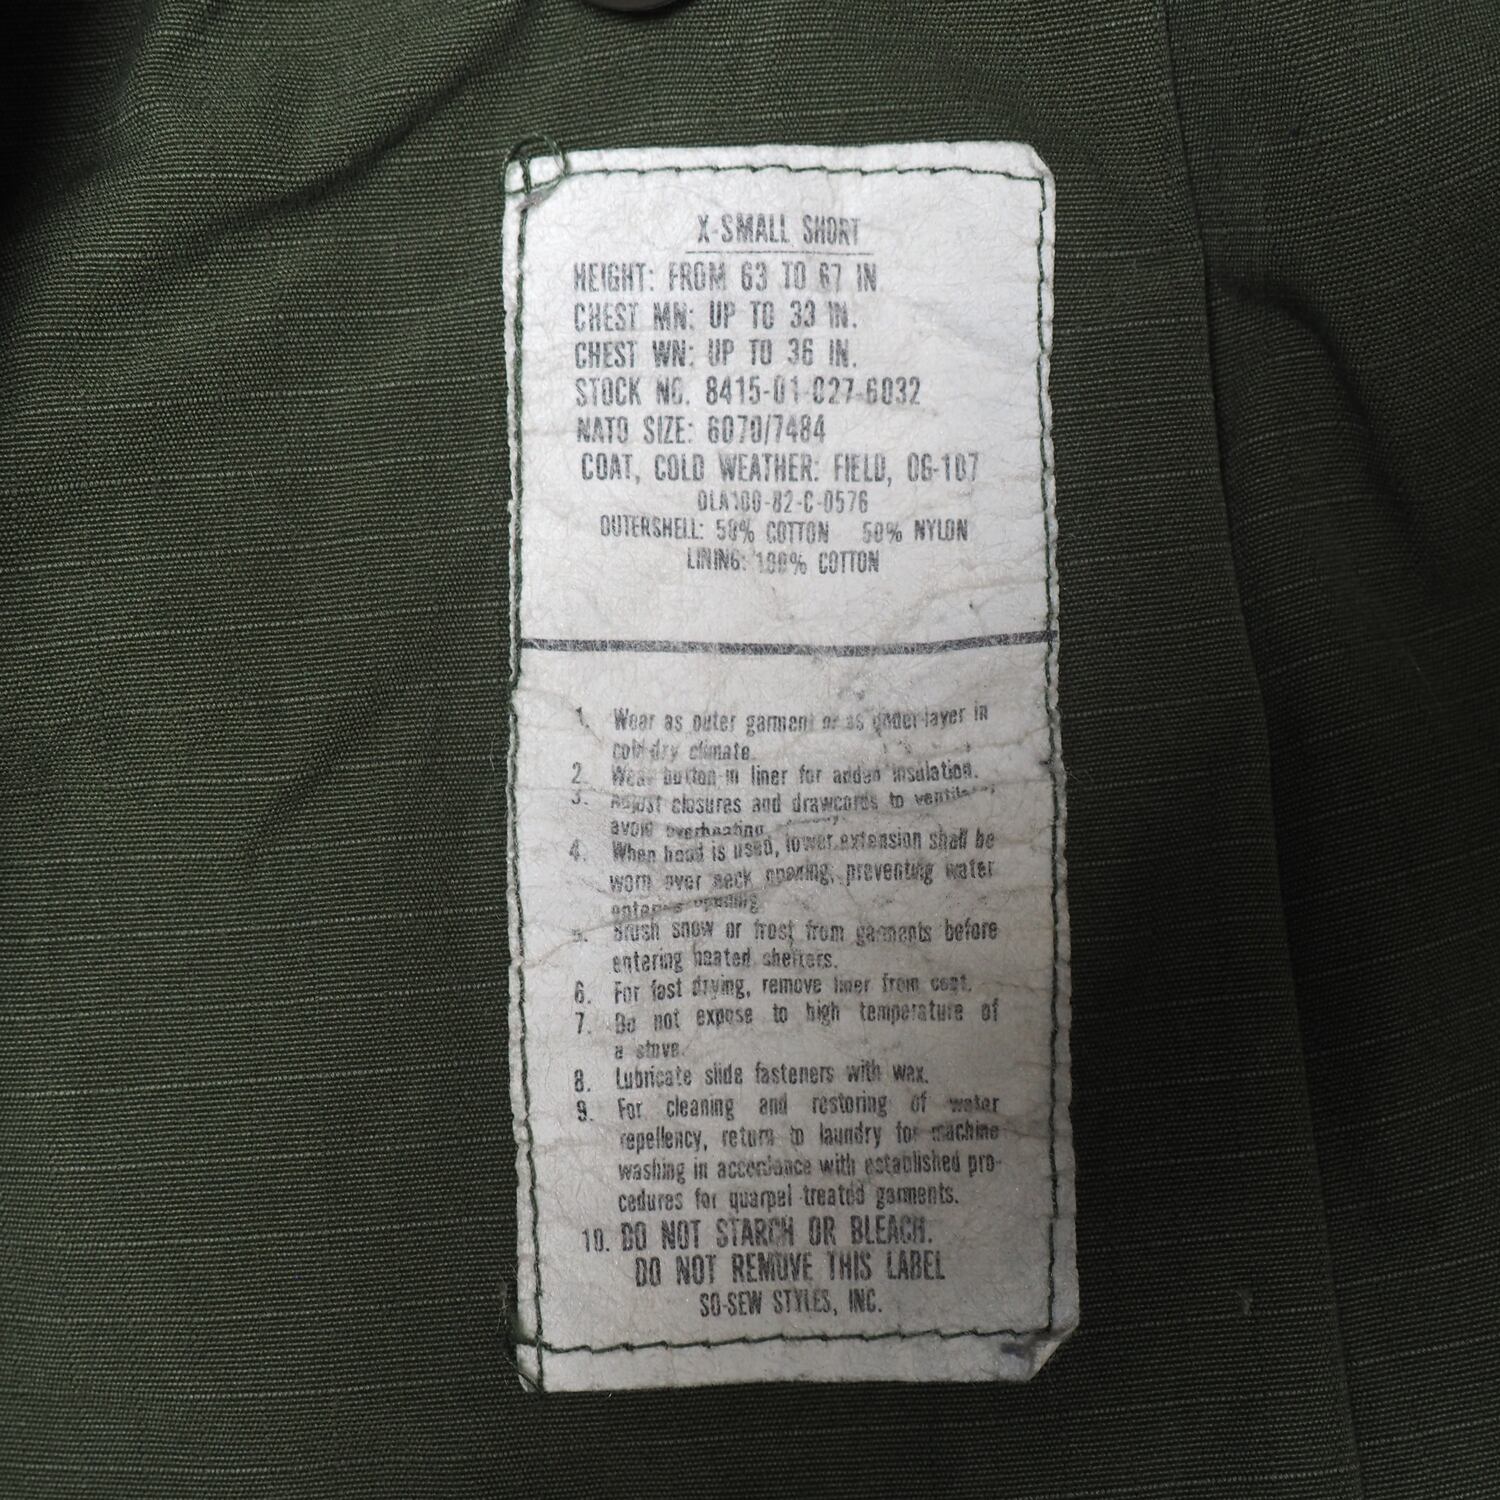 X-SMALL SHORT
HEIGHT: FROM 63 TO 67 IN.
CHEST MN: UP TO 33 IN.
CHEST WN: UP TO 36 IN.
STOCK NO. 8415-01-027-6032
NATO SIZE: 6070/7484
COAT, COLD WEATHER: FIELD, OG-107
DLA100-82-C-0576
OUTERSHELL: 50% COTTON 50% NYLON
LINING: 100% COTTON
1. Wear as outer garment or as under-layer in
cold-dry climate.
2. Wear button-in liner for added insulation.
3. Adjust closures and drawcords to ventilate,
avoid overheating.
4. When hood is used, lower extension shall be
worn over neck opening, preventing water
entering opening
5. Brush snow or frost from garments before
entering heated shelters.
6. For fast drying, remove liner from coat.
7. Do not expose to high temperature of
a stove.
8. Lubricate slide fasteners with wax.
9. For cleaning and restoring of water
repellency, return to laundry for machine
washing in accordance with established pro-
cedures for quarpel treated garments.
10. DO NOT STARCH OR BLEACH.
DO NOT REMOVE THIS LABEL
SO-SEW STYLES, INC.